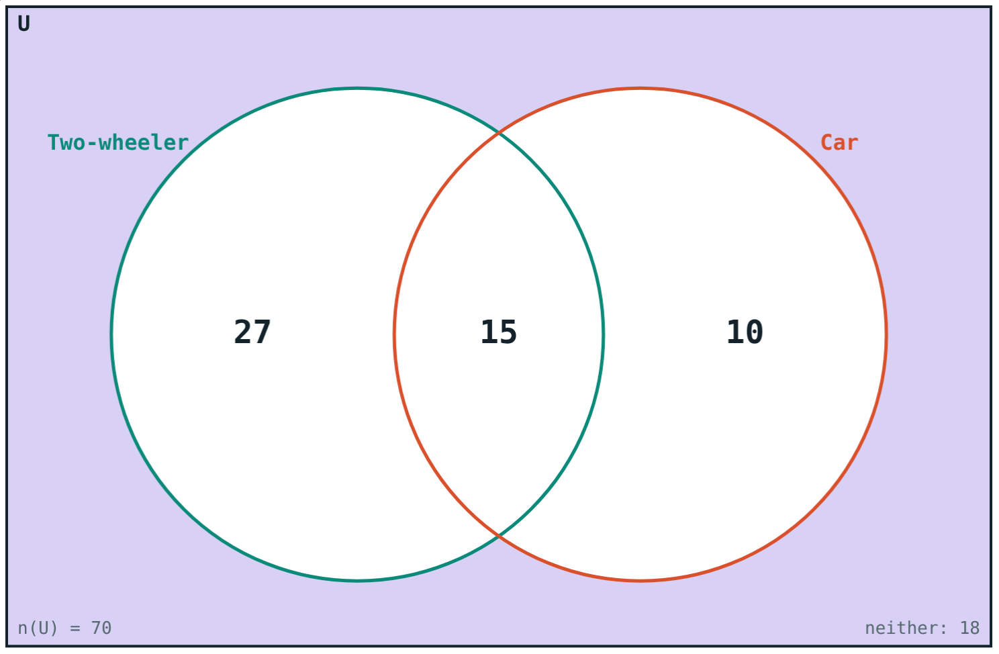 U
Two-wheeler
Car
27
15
10
n(U) = 70
neither: 18